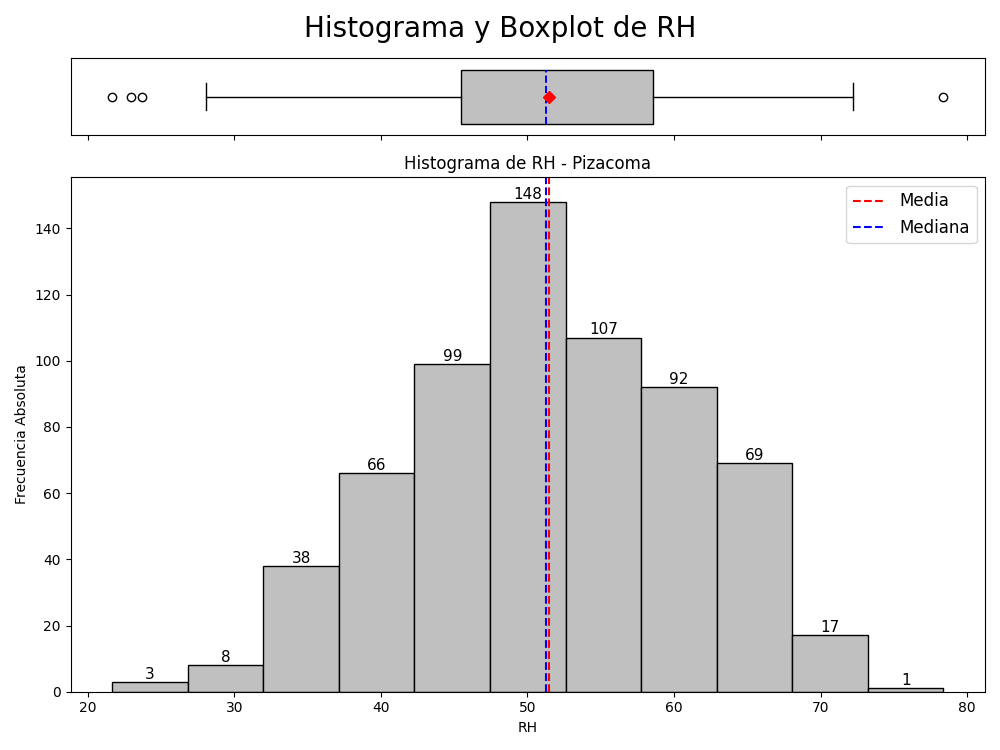 Histograma y Boxplot de RH
Histograma de RH - Pizacoma
Media
Mediana
148
107
99
92
69
66
38
17
8
3
1
140
120
100
80
60
40
20
0
Frecuencia Absoluta
20 30 40 50 60 70 80
RH